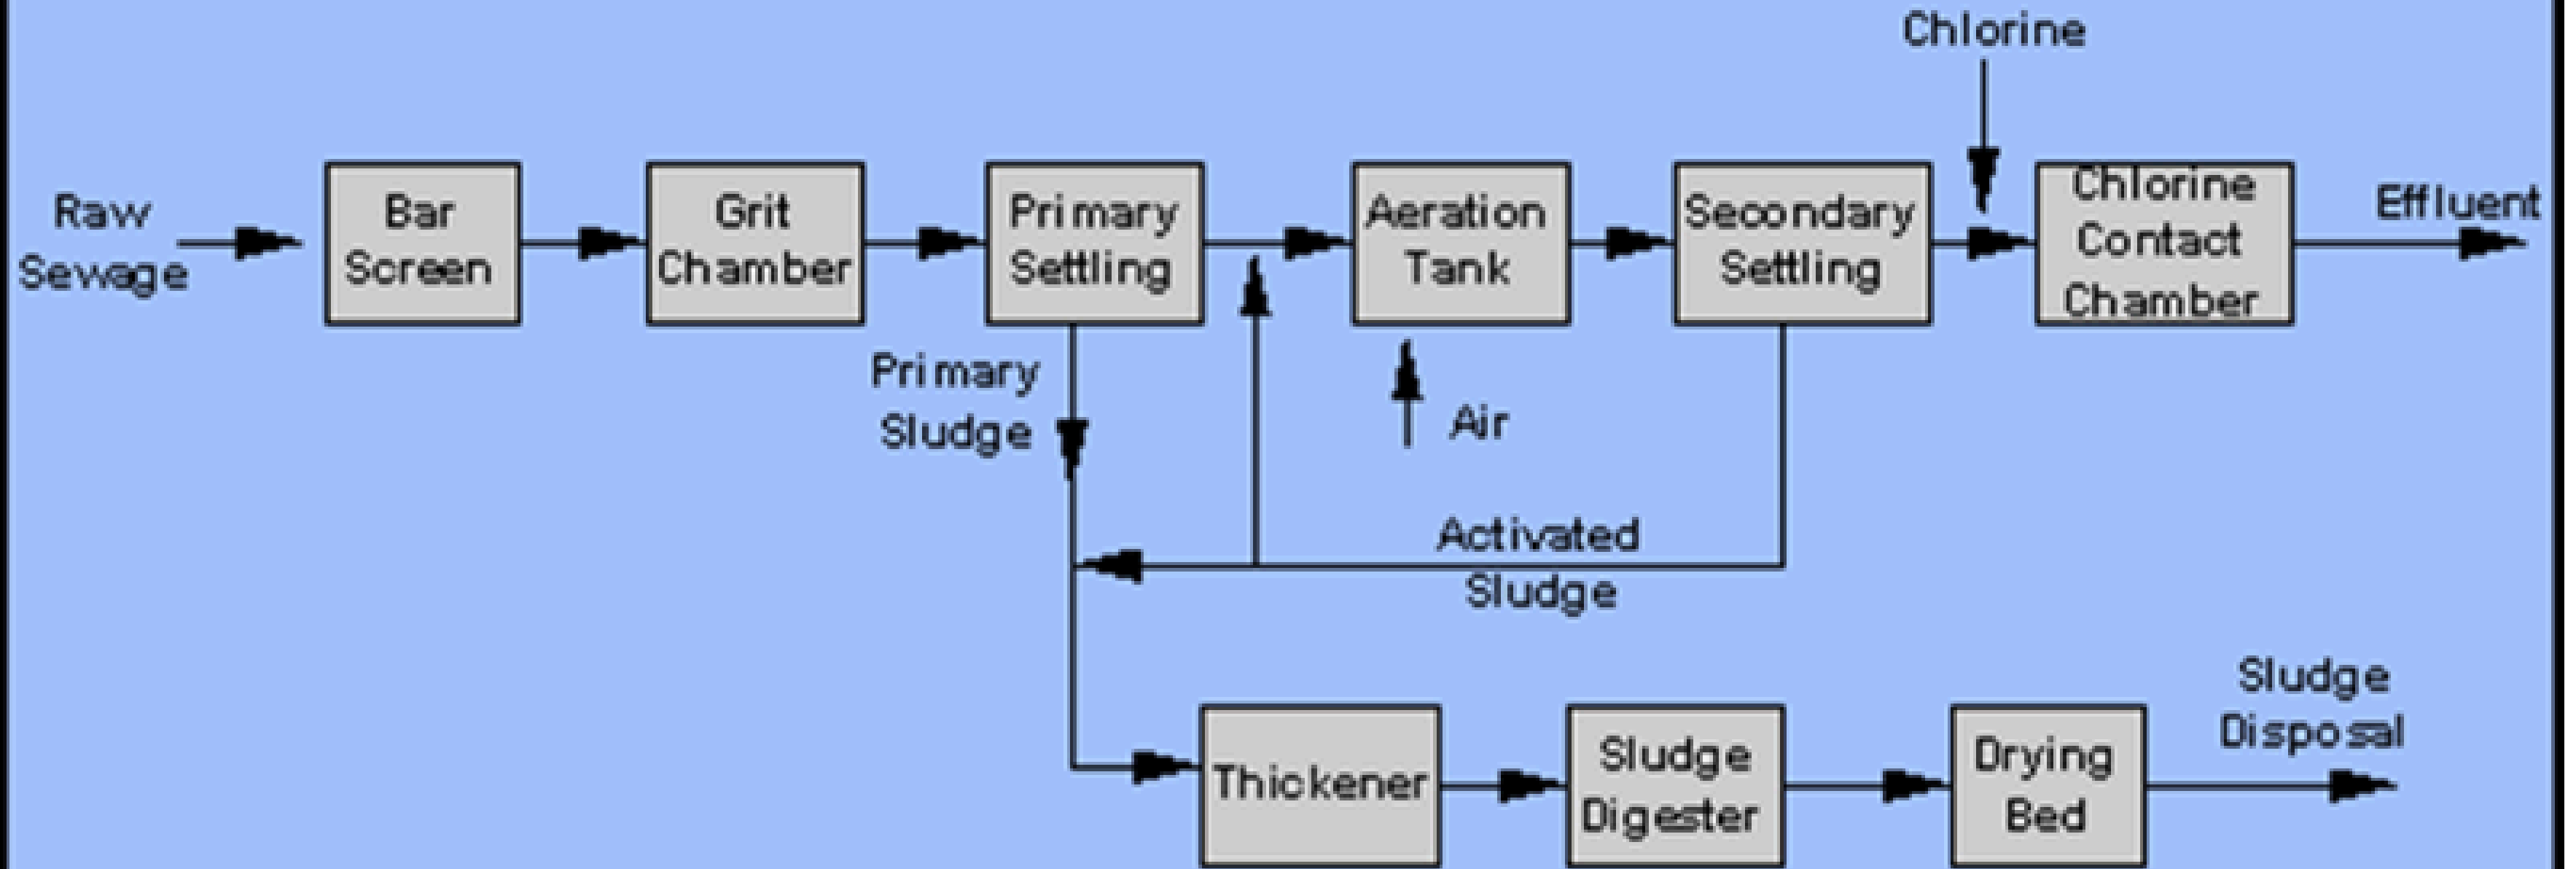 Chlorine
Raw
Sewage
Bar
Screen
Grit
Chamber
Primary
Settling
Aeration
Tank
Secondary
Settling
Chlorine
Contact
Chamber
Effluent
Primary
Sludge
Air
Activated
Sludge
Thickener
Sludge
Digester
Drying
Bed
Sludge
Disposal